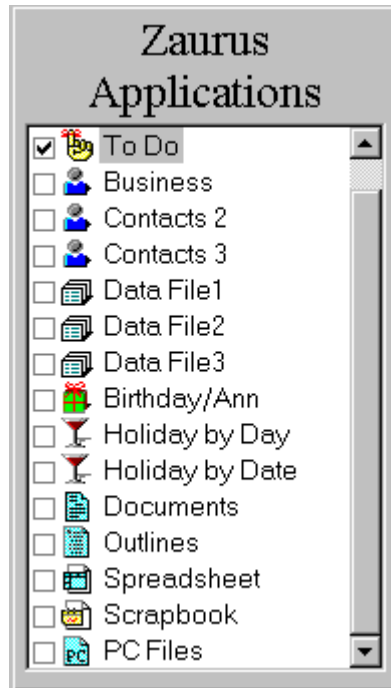 Zaurus
Applications
To Do
Business
Contacts 2
Contacts 3
Data File1
Data File2
Data File3
Birthday/Ann
Holiday by Day
Holiday by Date
Documents
Outlines
Spreadsheet
Scrapbook
PC PC Files